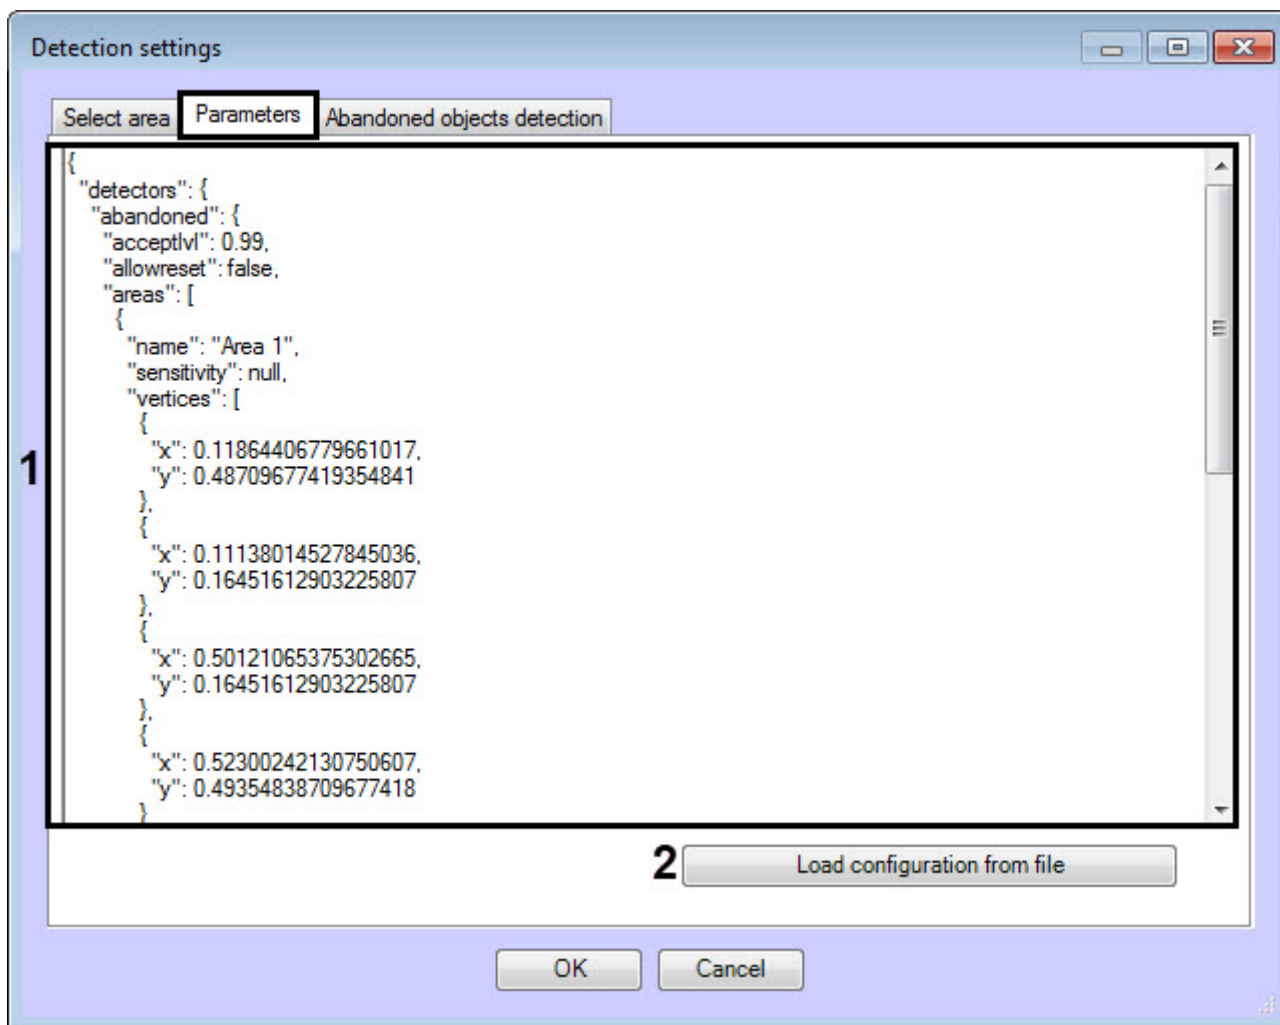 Detection settings
Select area Parameters Abandoned objects detection
{
"detectors": {
"abandoned": {
"acceptlvl": 0.99,
"allowreset": false,
"areas": [
{
"name": "Area 1",
"sensitivity": null,
"vertices": [
{
"x": 0.11864406779661017,
1
"y": 0.48709677419354841
},
{
"x": 0.11138014527845036,
"y": 0.16451612903225807
},
{
"x": 0.50121065375302665,
"y": 0.16451612903225807
},
{
"x": 0.52300242130750607,
"y": 0.49354838709677418
}
2 Load configuration from file
OK Cancel